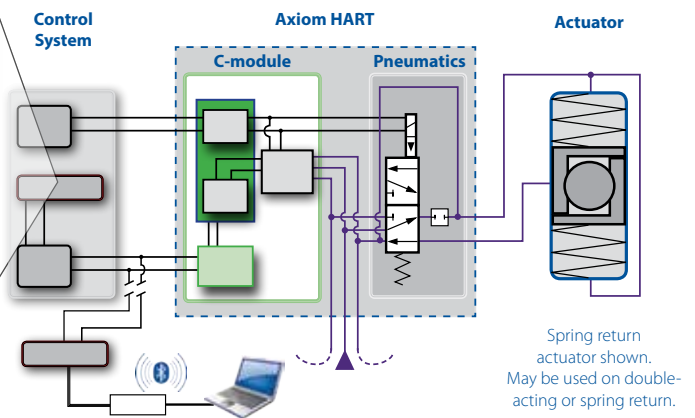 Control
System
Axiom HART
Actuator
C-module
Pneumatics
Spring return
actuator shown.
May be used on double-
acting or spring return.